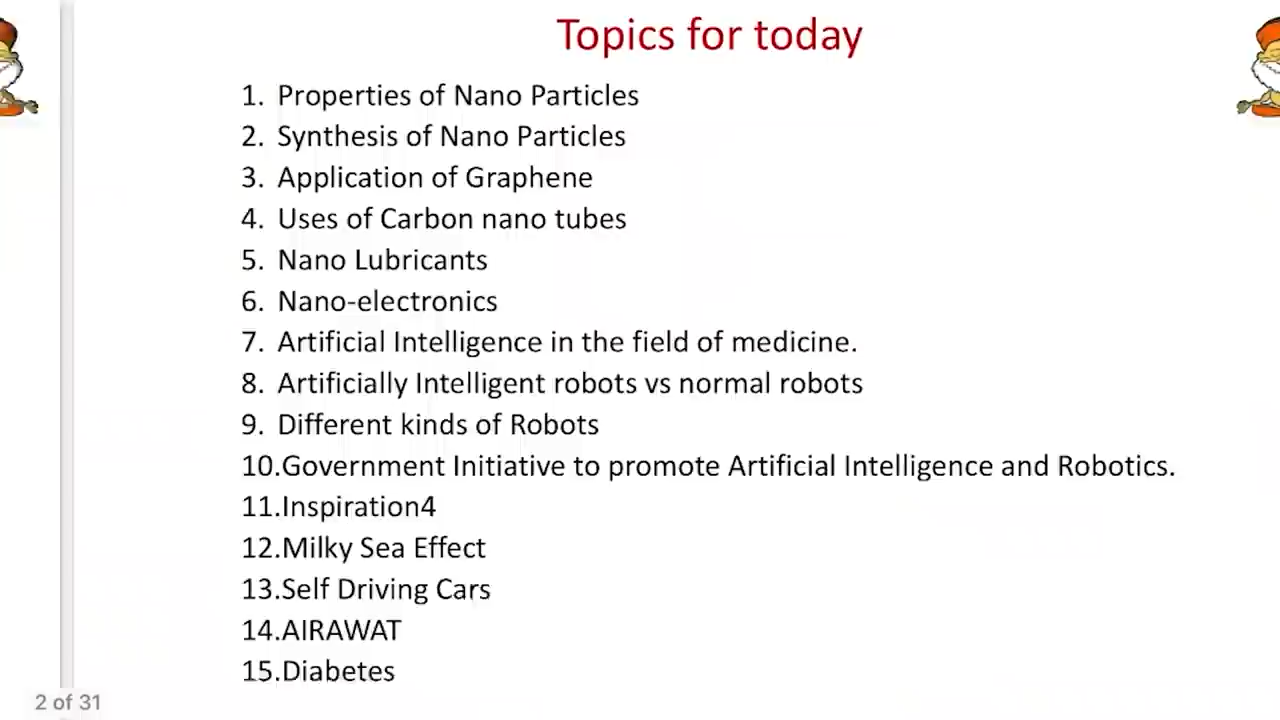 Topics for today
1. Properties of Nano Particles
2. Synthesis of Nano Particles
3. Application of Graphene
4. Uses of Carbon nano tubes
5. Nano Lubricants
6. Nano-electronics
7. Artificial Intelligence in the field of medicine.
8. Artificially Intelligent robots vs normal robots
9. Different kinds of Robots
10.Government Initiative to promote Artificial Intelligence and Robotics.
11.Inspiration4
12.Milky Sea Effect
13.Self Driving Cars
14.AIRAWAT
15.Diabetes
2 of 31